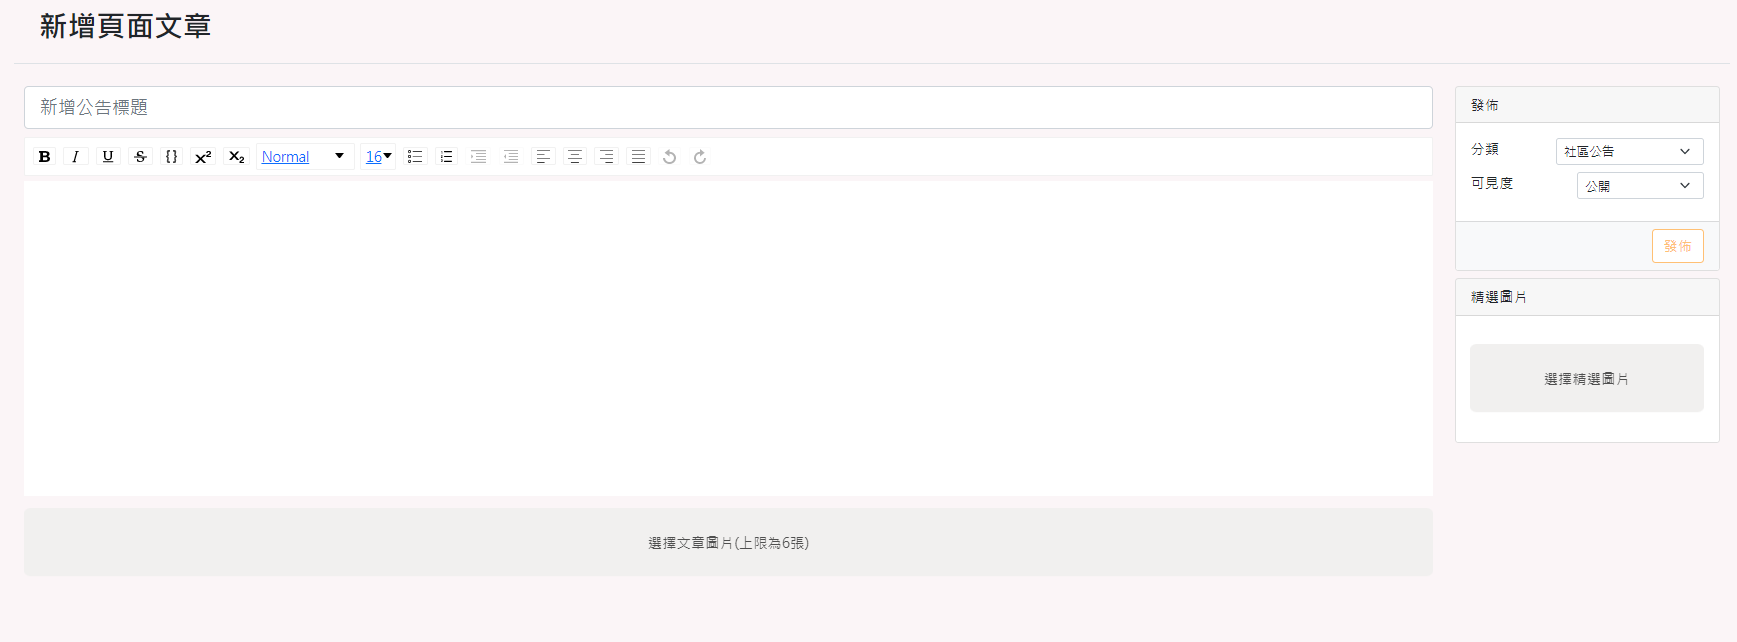 新增頁面文章
新增公告標題
B I U S {} X² X₂ Normal 16
選擇文章圖片(上限為6張)
發佈
分類 社區公告
可見度 公開
發佈
精選圖片
選擇精選圖片